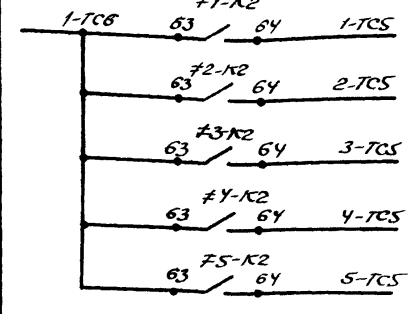 ≠1-K2
1-TC6 63 64 1-TC5
≠2-K2
63 64 2-TC5
≠3-K2
63 64 3-TC5
≠4-K2
63 64 4-TC5
≠5-K2
63 64 5-TC5